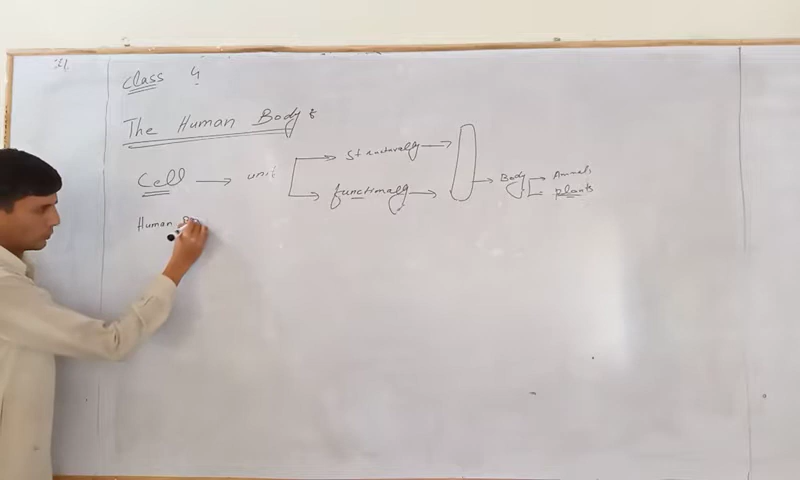 Class 4
The Human Body :
Cell → unit
Structurally →
functionally →
→ Body
Animals
plants
Human